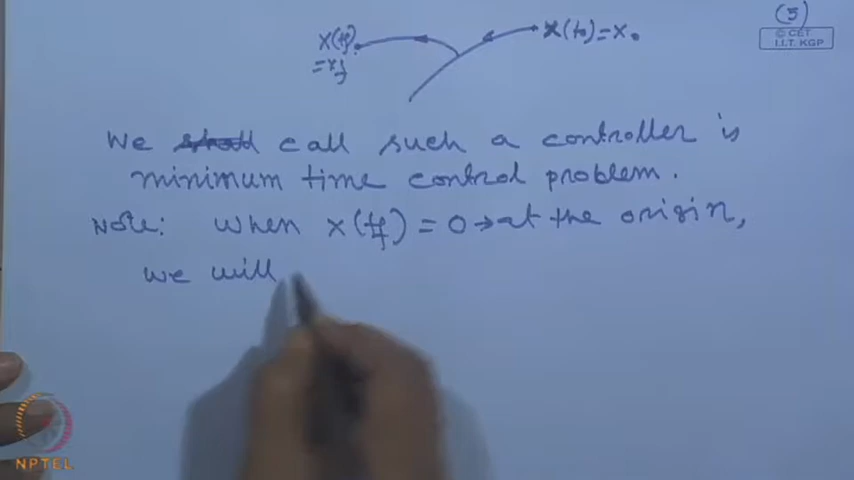 (5)
© CET
I.I.T. KGP
x(tf) x(t0)=x0
=xf
We shall call such a controller is
minimum time control problem.
Note: When x(tf) = 0 → at the origin,
we will
NPTEL